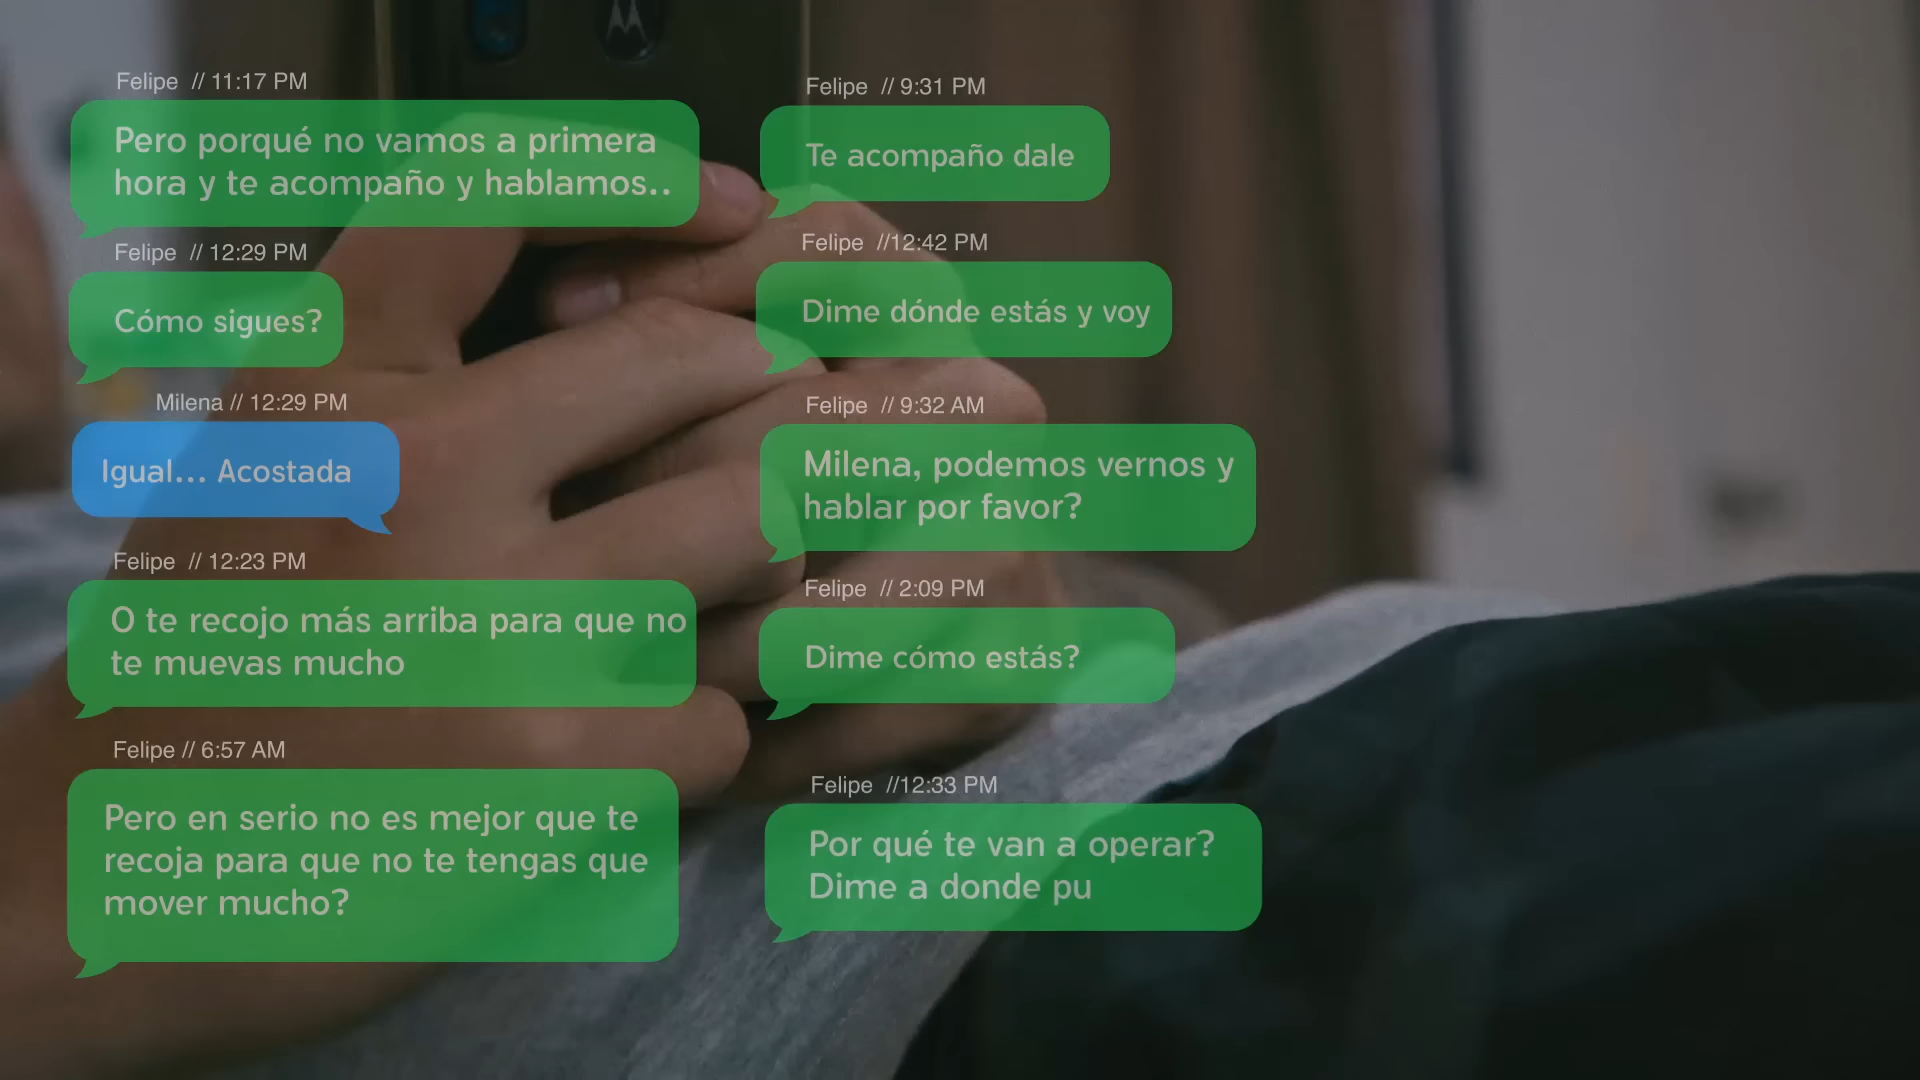 Felipe // 11:17 PM
Pero porqué no vamos a primera
hora y te acompaño y hablamos..
Felipe // 12:29 PM
Cómo sigues?
Milena // 12:29 PM
Igual... Acostada
Felipe // 12:23 PM
O te recojo más arriba para que no
te muevas mucho
Felipe // 6:57 AM
Pero en serio no es mejor que te
recoja para que no te tengas que
mover mucho?
Felipe // 9:31 PM
Te acompaño dale
Felipe //12:42 PM
Dime dónde estás y voy
Felipe // 9:32 AM
Milena, podemos vernos y
hablar por favor?
Felipe // 2:09 PM
Dime cómo estás?
Felipe //12:33 PM
Por qué te van a operar?
Dime a donde pu